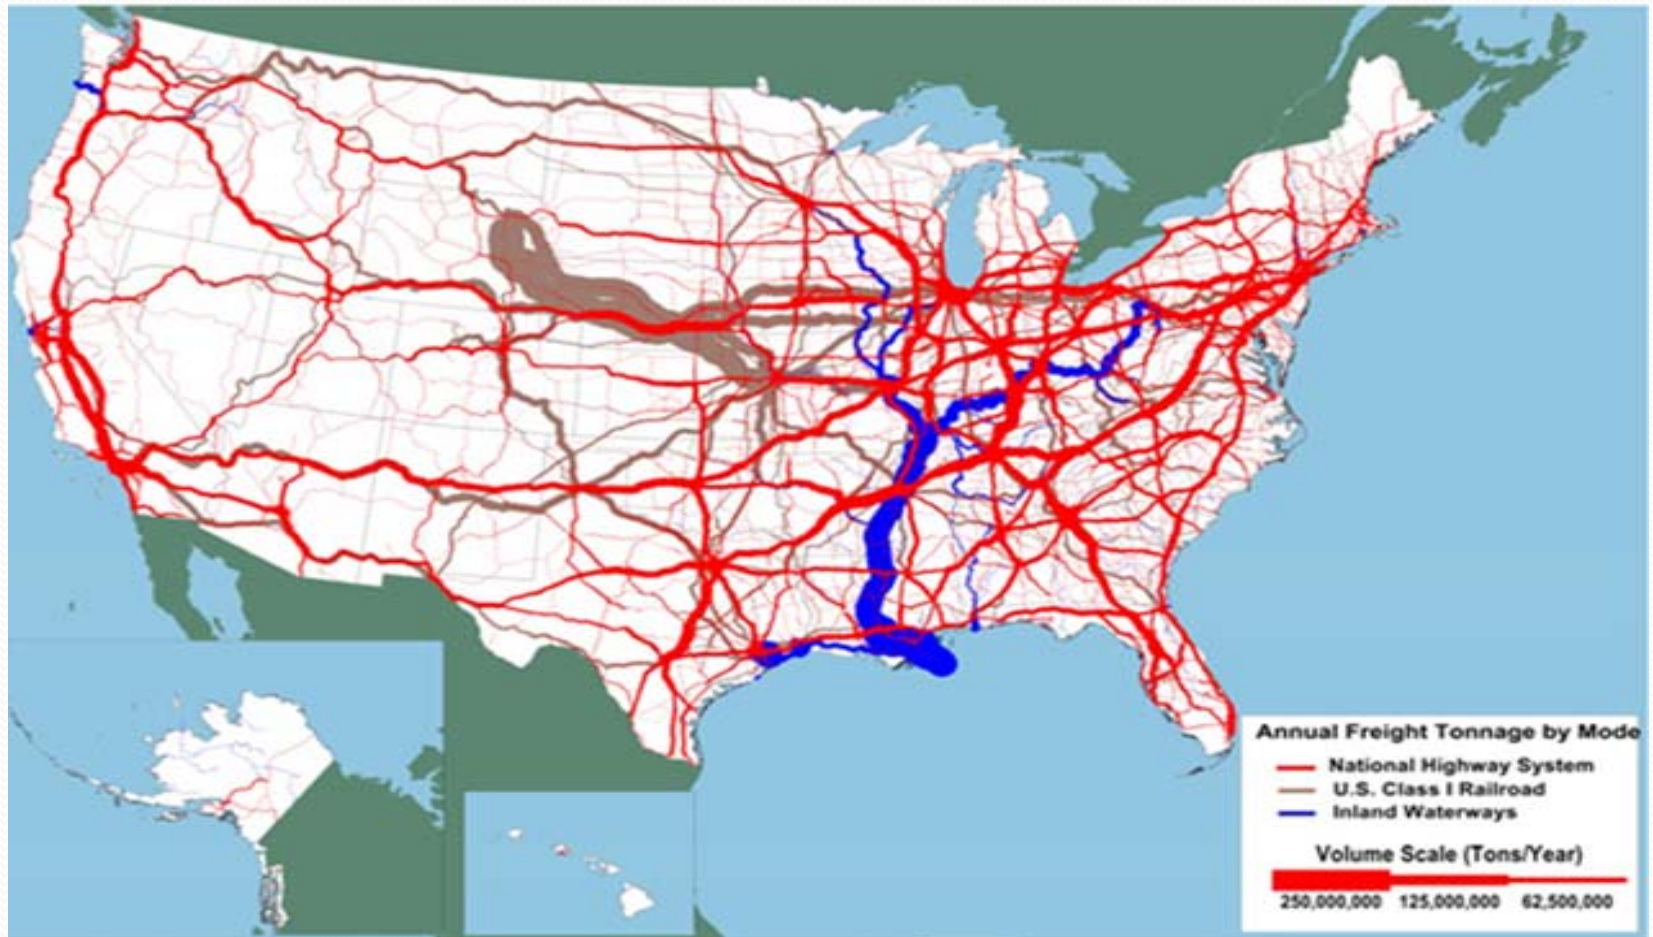 Annual Freight Tonnage by Mode
National Highway System
U.S. Class I Railroad
Inland Waterways
Volume Scale (Tons/Year)
250,000,000 125,000,000 62,500,000